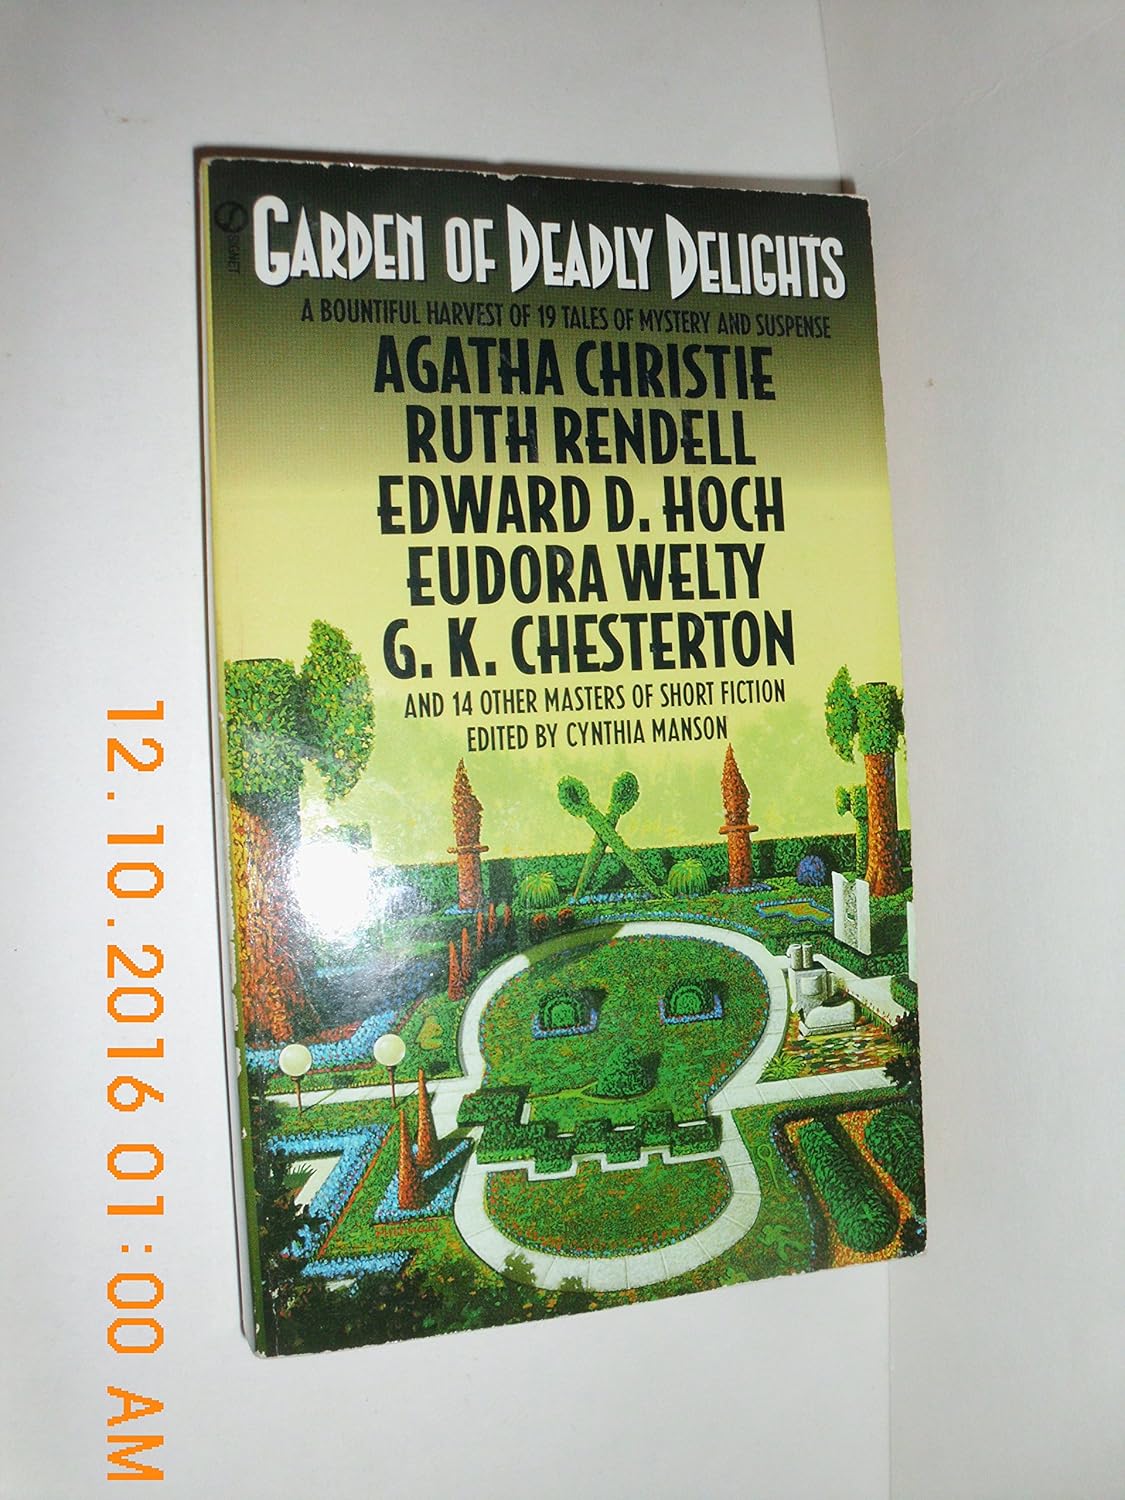 SIGNET
GARDEN OF DEADLY DELIGHTS
A BOUNTIFUL HARVEST OF 19 TALES OF MYSTERY AND SUSPENSE
AGATHA CHRISTIE
RUTH RENDELL
EDWARD D. HOCH
EUDORA WELTY
G. K. CHESTERTON
AND 14 OTHER MASTERS OF SHORT FICTION
EDITED BY CYNTHIA MANSON
12.10.2016 01:00 AM